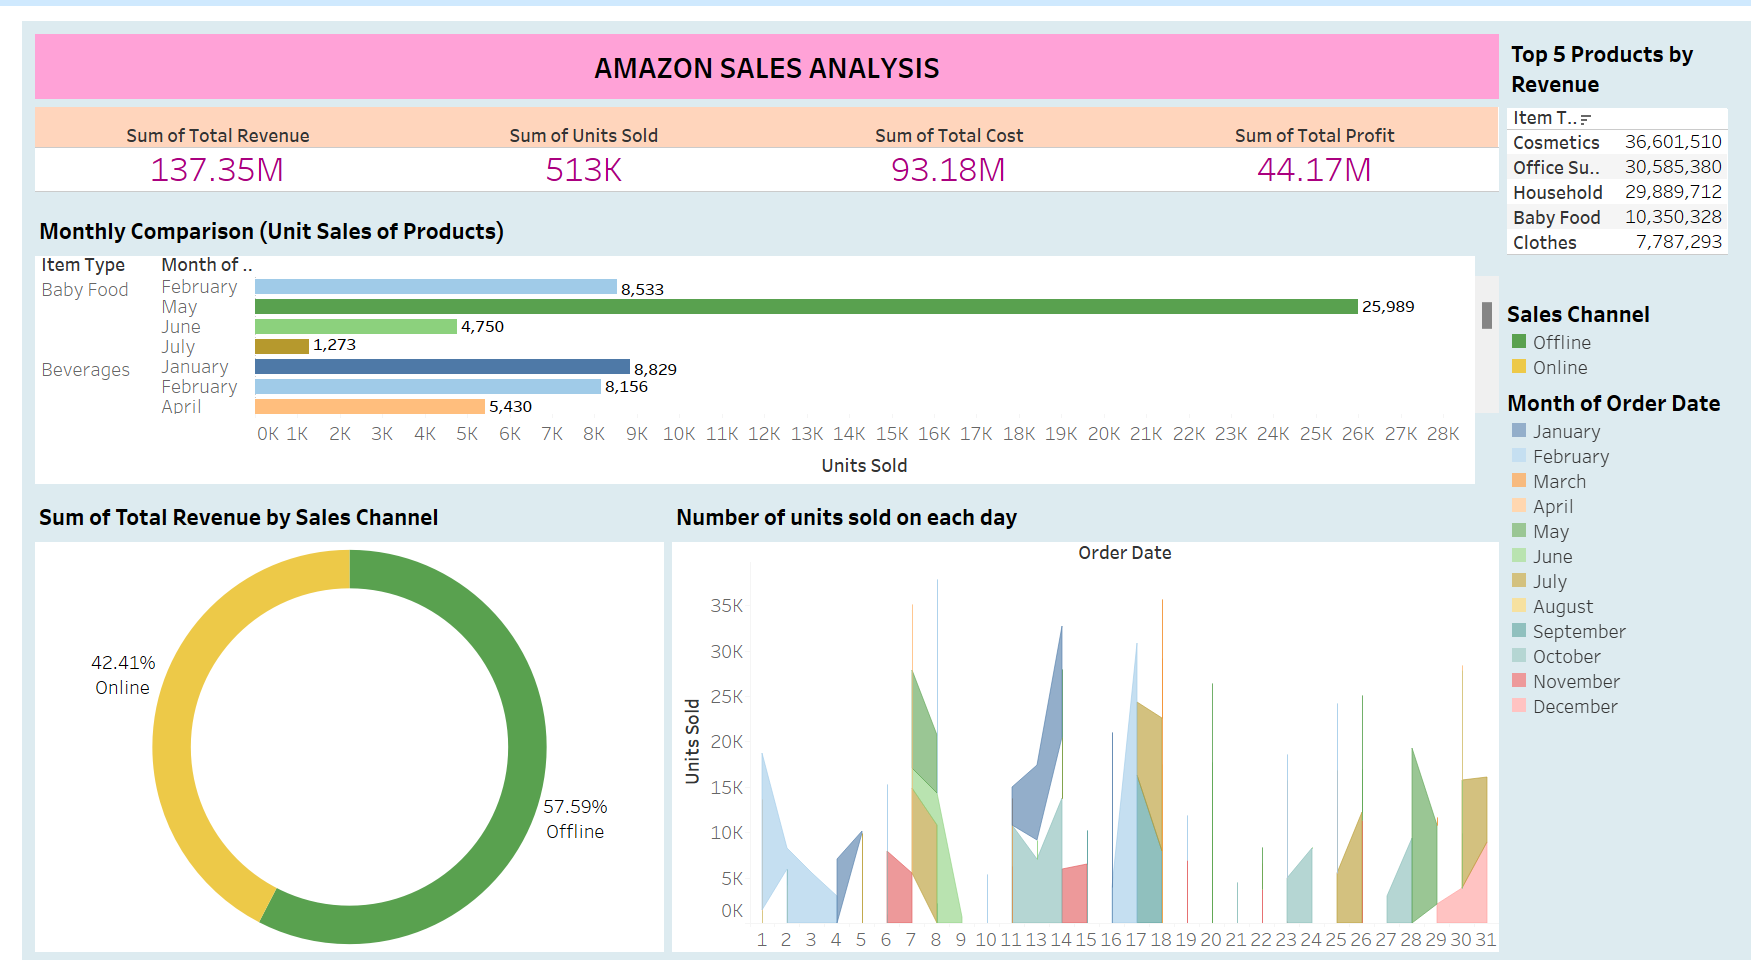 AMAZON SALES ANALYSIS
Sum of Total Revenue
Sum of Units Sold
Sum of Total Cost
Sum of Total Profit
137.35M
513K
93.18M
44.17M
Top 5 Products by
Revenue
Item T..
Cosmetics 36,601,510
Office Su.. 30,585,380
Household 29,889,712
Baby Food 10,350,328
Clothes 7,787,293
Monthly Comparison (Unit Sales of Products)
Item Type Month of ..
Baby Food February 8,533
May 25,989
June 4,750
July 1,273
Beverages January 8,829
February 8,156
April 5,430
0K 1K 2K 3K 4K 5K 6K 7K 8K 9K 10K 11K 12K 13K 14K 15K 16K 17K 18K 19K 20K 21K 22K 23K 24K 25K 26K 27K 28K
Units Sold
Sales Channel
Offline
Online
Month of Order Date
January
February
March
April
May
June
July
August
September
October
November
December
Sum of Total Revenue by Sales Channel
42.41%
Online
57.59%
Offline
Number of units sold on each day
Order Date
Units Sold
35K
30K
25K
20K
15K
10K
5K
0K
1 2 3 4 5 6 7 8 9 10 11 13 14 15 16 17 18 19 20 21 22 23 24 25 26 27 28 29 30 31